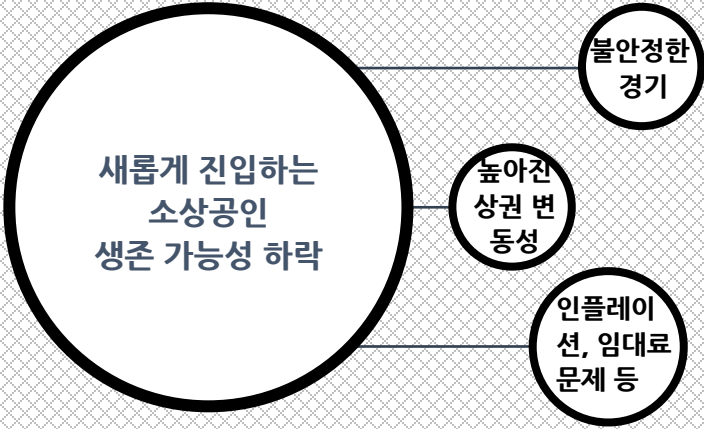 새롭게 진입하는
소상공인
생존 가능성 하락
불안정한
경기
높아진
상권 변
동성
인플레이
션, 임대료
문제 등